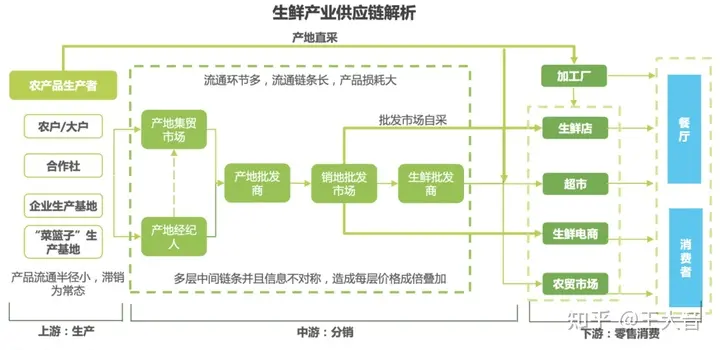 生鲜产业供应链解析
产地直采
农产品生产者
农户/大户
合作社
企业生产基地
“菜篮子”生
产基地
产品流通半径小，滞销
为常态
流通环节多，流通链条长，产品损耗大
产地集贸
市场
产地经纪
人
产地批发
商
销地批发
市场
生鲜批发
商
批发市场自采
多层中间链条并且信息不对称，造成每层价格成倍叠加
加工厂
生鲜店
超市
生鲜电商
农贸市场
餐厅
消费者
上游：生产
中游：分销
下游：零售消费
知乎 @王大音